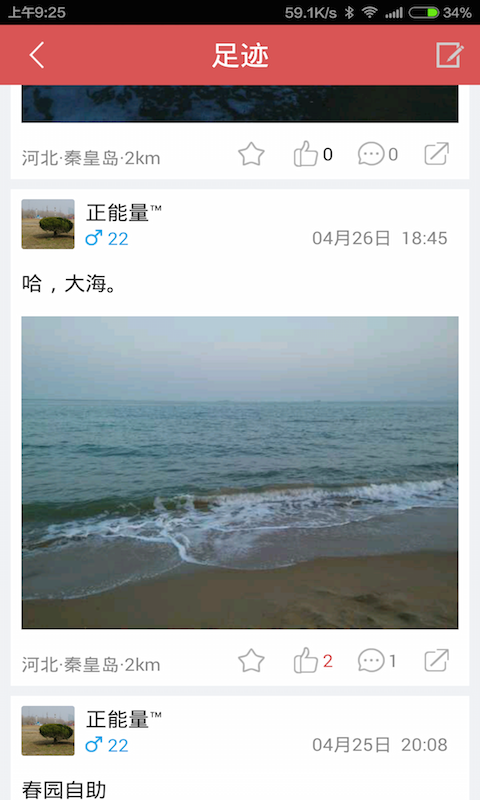 上午9:25 59.1K/s 34%
足迹
河北·秦皇岛·2km 0 0
正能量™
♂ 22 04月26日 18:45
哈，大海。
河北·秦皇岛·2km 2 1
正能量™
♂ 22 04月25日 20:08
春园自助